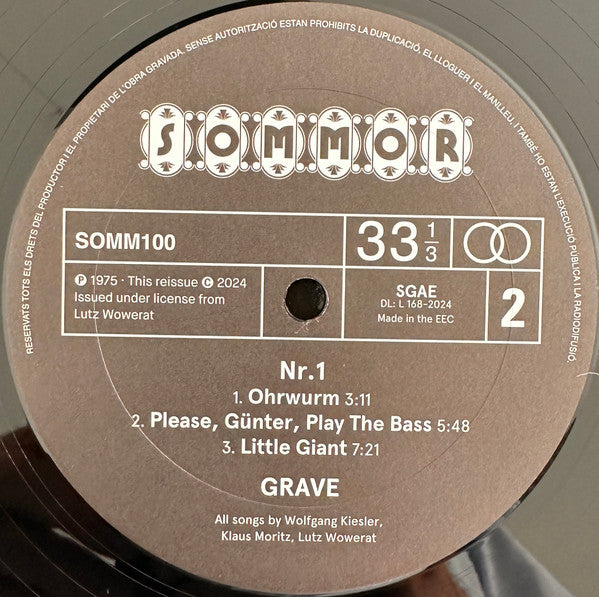 RESERVATS TOTS ELS DRETS DEL PRODUCTOR I EL PROPIETARI DE L'OBRA GRAVADA. SENSE AUTORITZACIÓ ESTAN PROHIBITS LA DUPLICACIÓ, EL LLOGUER I EL MANLLEU, I TAMBÉ HO ESTAN L'EXECUCIÓ PÚBLICA I LA RADIODIFUSIÓ.
SOMMOR
SOMM100
33 1/3
℗ 1975 · This reissue © 2024
Issued under license from
Lutz Wowerat
SGAE
DL: L 168-2024
Made in the EEC
2
Nr.1
1. Ohrwurm 3:11
2. Please, Günter, Play The Bass 5:48
3. Little Giant 7:21
GRAVE
All songs by Wolfgang Kiesler,
Klaus Moritz, Lutz Wowerat